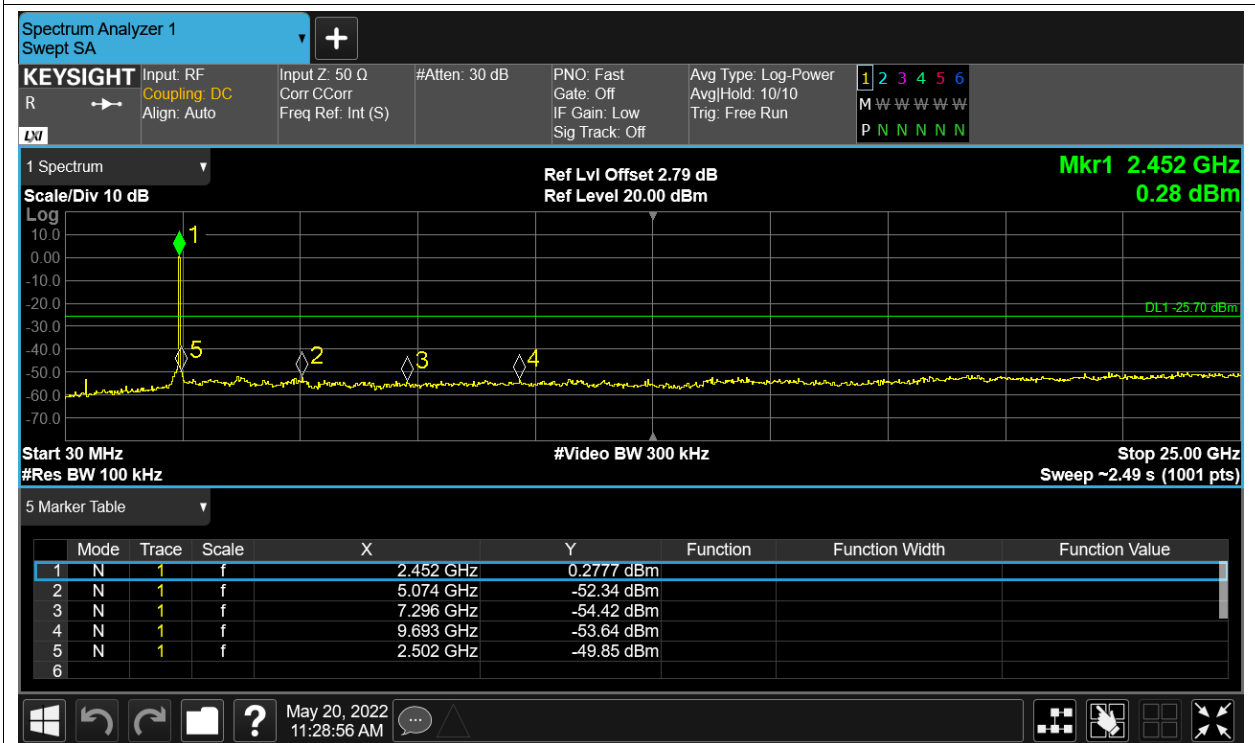 Spectrum Analyzer 1
Swept SA
KEYSIGHT
R
LXI
Input: RF
Coupling: DC
Align: Auto
Input Z: 50 Ω
Corr CCorr
Freq Ref: Int (S)
#Atten: 30 dB
PNO: Fast
Gate: Off
IF Gain: Low
Sig Track: Off
Avg Type: Log-Power
Avg|Hold: 10/10
Trig: Free Run
1 2 3 4 5 6
M W W W W W
P N N N N N
1 Spectrum
Scale/Div 10 dB
Ref Lvl Offset 2.79 dB
Ref Level 20.00 dBm
Mkr1 2.452 GHz
0.28 dBm
Log
10.0
0.00
-10.0
-20.0
-30.0
-40.0
-50.0
-60.0
-70.0
1
DL1 -25.70 dBm
5
2
3
4
Start 30 MHz
#Video BW 300 kHz
Stop 25.00 GHz
#Res BW 100 kHz
Sweep ~2.49 s (1001 pts)
5 Marker Table
Mode Trace Scale X Y Function Function Width Function Value
1 N 1 f 2.452 GHz 0.2777 dBm
2 N 1 f 5.074 GHz -52.34 dBm
3 N 1 f 7.296 GHz -54.42 dBm
4 N 1 f 9.693 GHz -53.64 dBm
5 N 1 f 2.502 GHz -49.85 dBm
6
?
May 20, 2022
11:28:56 AM